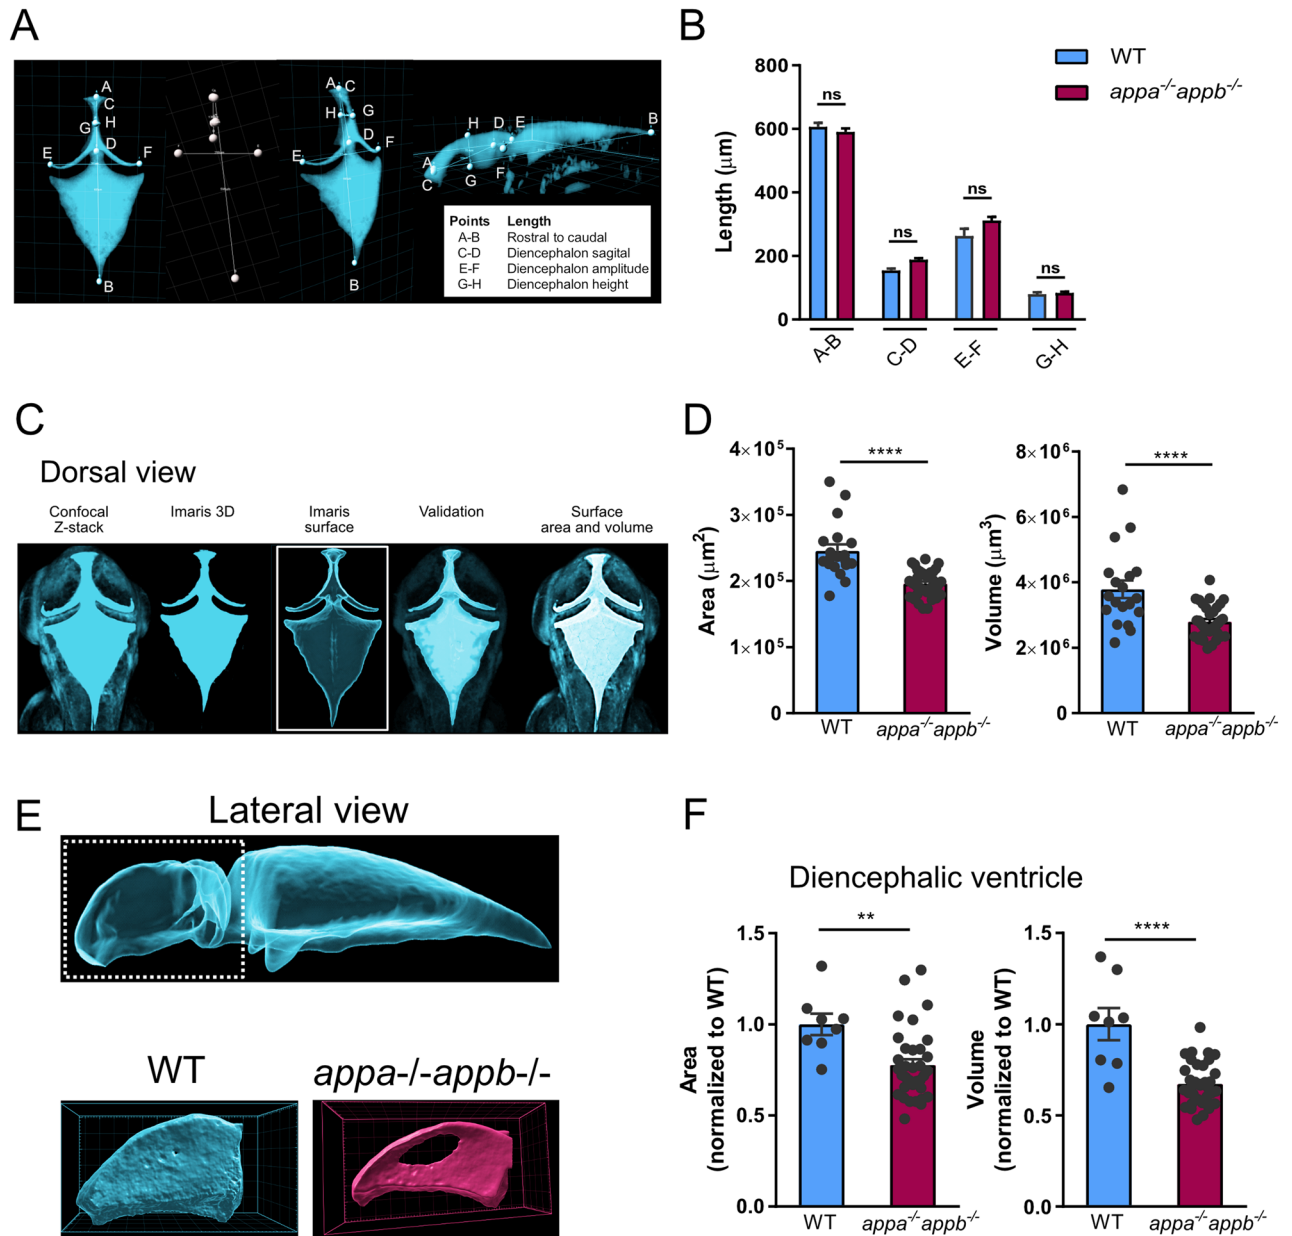 A
A
C
G H
D
E
F
B
A C
H G
D
E
F
B
H
D E
B
A
G
F
C
Points Length
A-B Rostral to caudal
C-D Diencephalon sagital
E-F Diencephalon amplitude
G-H Diencephalon height
B
WT
appa-/-appb-/-
Length (μm)
800
600
400
200
0
ns
ns
ns
ns
A-B
C-D
E-F
G-H
C
Dorsal view
Confocal
Z-stack
Imaris 3D
Imaris
surface
Validation
Surface
area and volume
D
Area (μm2)
4×105
3×105
2×105
1×105
0
****
WT
appa-/-appb-/-
Volume (μm3)
8×106
6×106
4×106
2×106
0
****
WT
appa-/-appb-/-
E
Lateral view
WT
appa-/-appb-/-
F
Diencephalic ventricle
Area
(normalized to WT)
1.5
1.0
0.5
0.0
**
WT
appa-/-appb-/-
Volume
(normalized to WT)
1.5
1.0
0.5
0.0
****
WT
appa-/-appb-/-